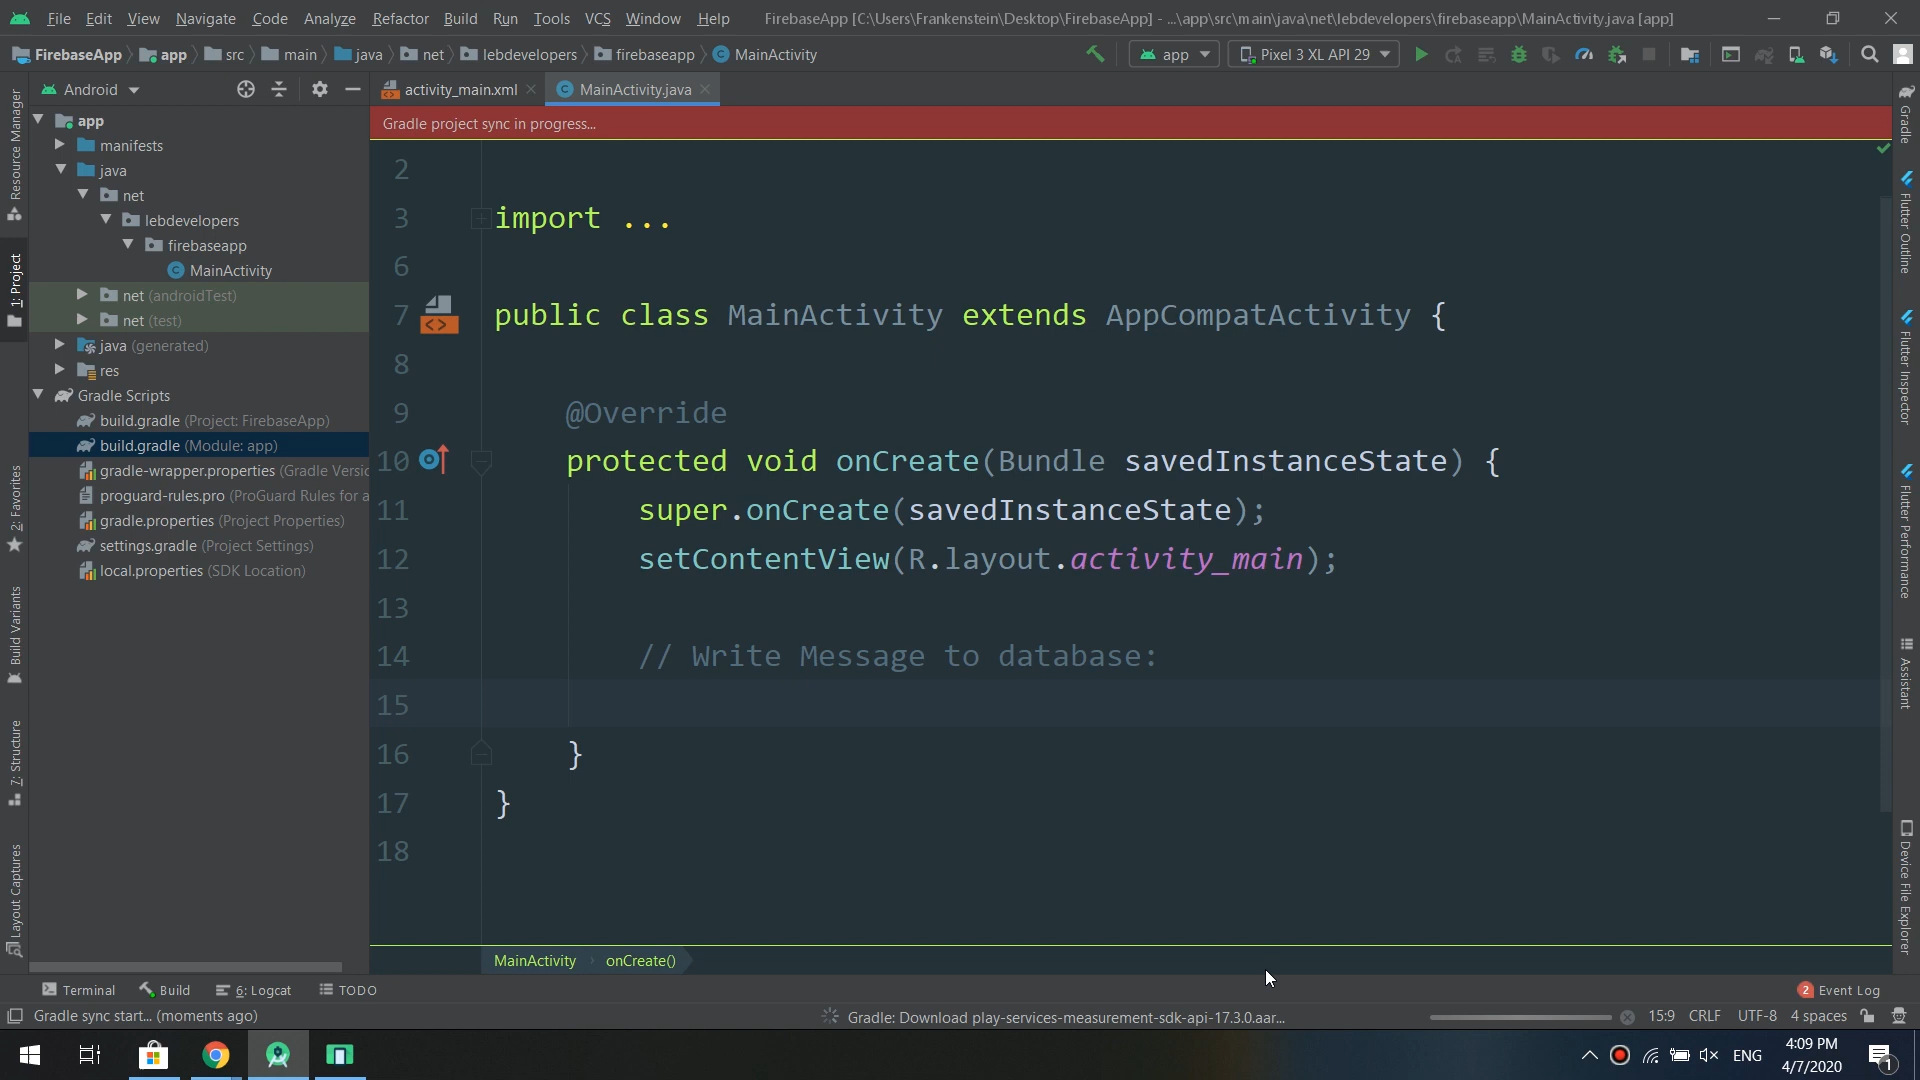 File Edit View Navigate Code Analyze Refactor Build Run Tools VCS Window Help FirebaseApp [C:\Users\Frankenstein\Desktop\FirebaseApp] - ...\app\src\main\java\net\lebdevelopers\firebaseapp\MainActivity.java [app]
FirebaseApp app src main java net lebdevelopers firebaseapp MainActivity app Pixel 3 XL API 29
Android activity_main.xml MainActivity.java
Gradle project sync in progress...
app
manifests
java
net
lebdevelopers
firebaseapp
MainActivity
net (androidTest)
net (test)
java (generated)
res
Gradle Scripts
build.gradle (Project: FirebaseApp)
build.gradle (Module: app)
gradle-wrapper.properties (Gradle Versic
proguard-rules.pro (ProGuard Rules for a
gradle.properties (Project Properties)
settings.gradle (Project Settings)
local.properties (SDK Location)
Resource Manager
1: Project
2: Favorites
Build Variants
7: Structure
Layout Captures
2
3 import ...
6
7 public class MainActivity extends AppCompatActivity {
8
9 @Override
10 protected void onCreate(Bundle savedInstanceState) {
11 super.onCreate(savedInstanceState);
12 setContentView(R.layout.activity_main);
13
14 // Write Message to database:
15
16 }
17 }
18
MainActivity onCreate()
Gradle
Flutter Outline
Flutter Inspector
Flutter Performance
Assistant
Device File Explorer
Terminal Build 6: Logcat TODO 2 Event Log
Gradle sync start... (moments ago) Gradle: Download play-services-measurement-sdk-api-17.3.0.aar... 15:9 CRLF UTF-8 4 spaces
ENG 4:09 PM
4/7/2020 1